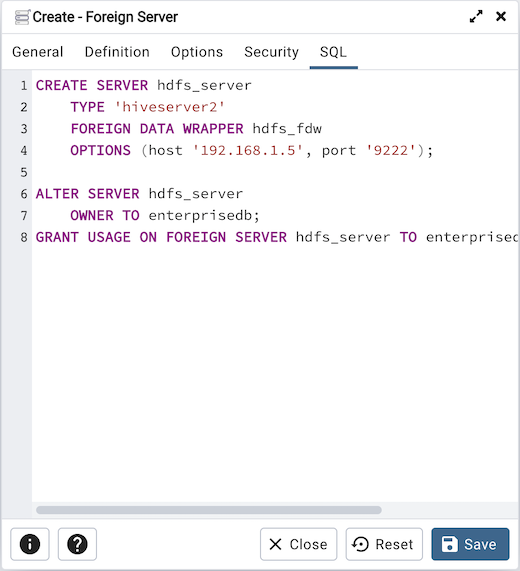 Create - Foreign Server
General Definition Options Security SQL
1 CREATE SERVER hdfs_server
2 TYPE 'hiveserver2'
3 FOREIGN DATA WRAPPER hdfs_fdw
4 OPTIONS (host '192.168.1.5', port '9222');
5
6 ALTER SERVER hdfs_server
7 OWNER TO enterprisedb;
8 GRANT USAGE ON FOREIGN SERVER hdfs_server TO
Close Reset Save